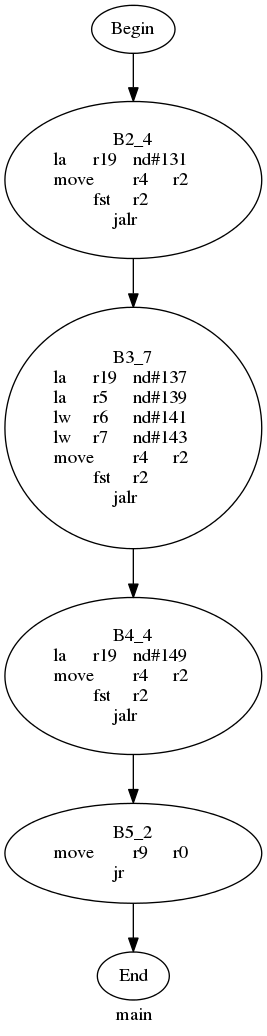 Begin
B2_4
la r19 nd#131
move r4 r2
fst r2
jalr
B3_7
la r19 nd#137
la r5 nd#139
lw r6 nd#141
lw r7 nd#143
move r4 r2
fst r2
jalr
B4_4
la r19 nd#149
move r4 r2
fst r2
jalr
B5_2
move r9 r0
jr
End
main